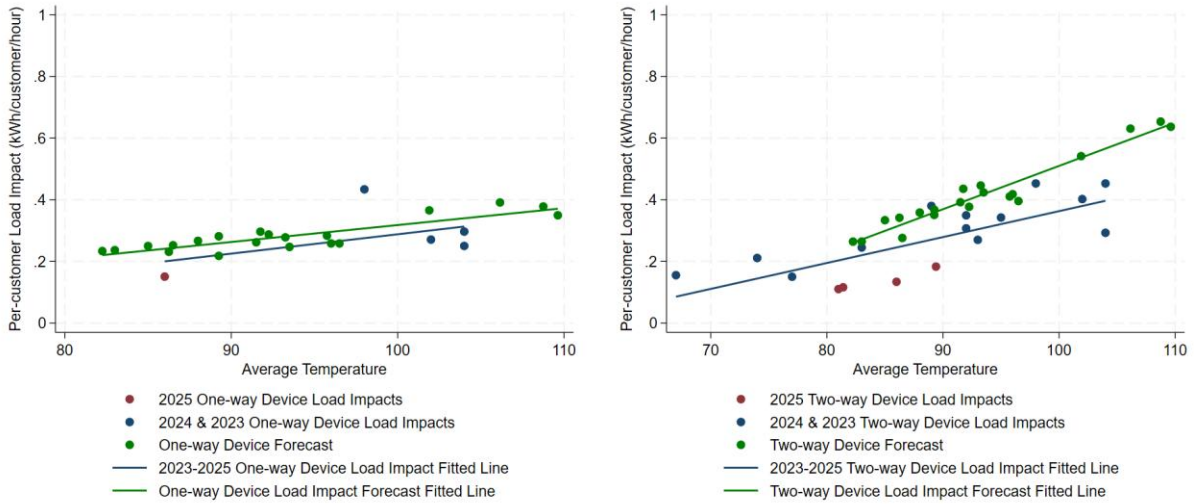 Per-customer Load Impact (kWh/customer/hour)
1
.8
.6
.4
.2
0
80
90
100
110
Average Temperature
2025 One-way Device Load Impacts
2024 & 2023 One-way Device Load Impacts
One-way Device Forecast
2023-2025 One-way Device Load Impact Fitted Line
One-way Device Load Impact Forecast Fitted Line
Per-customer Load Impact (kWh/customer/hour)
1
.8
.6
.4
.2
0
70
80
90
100
110
Average Temperature
2025 Two-way Device Load Impacts
2024 & 2023 Two-way Device Load Impacts
Two-way Device Forecast
2023-2025 Two-way Device Load Impact Fitted Line
Two-way Device Load Impact Forecast Fitted Line